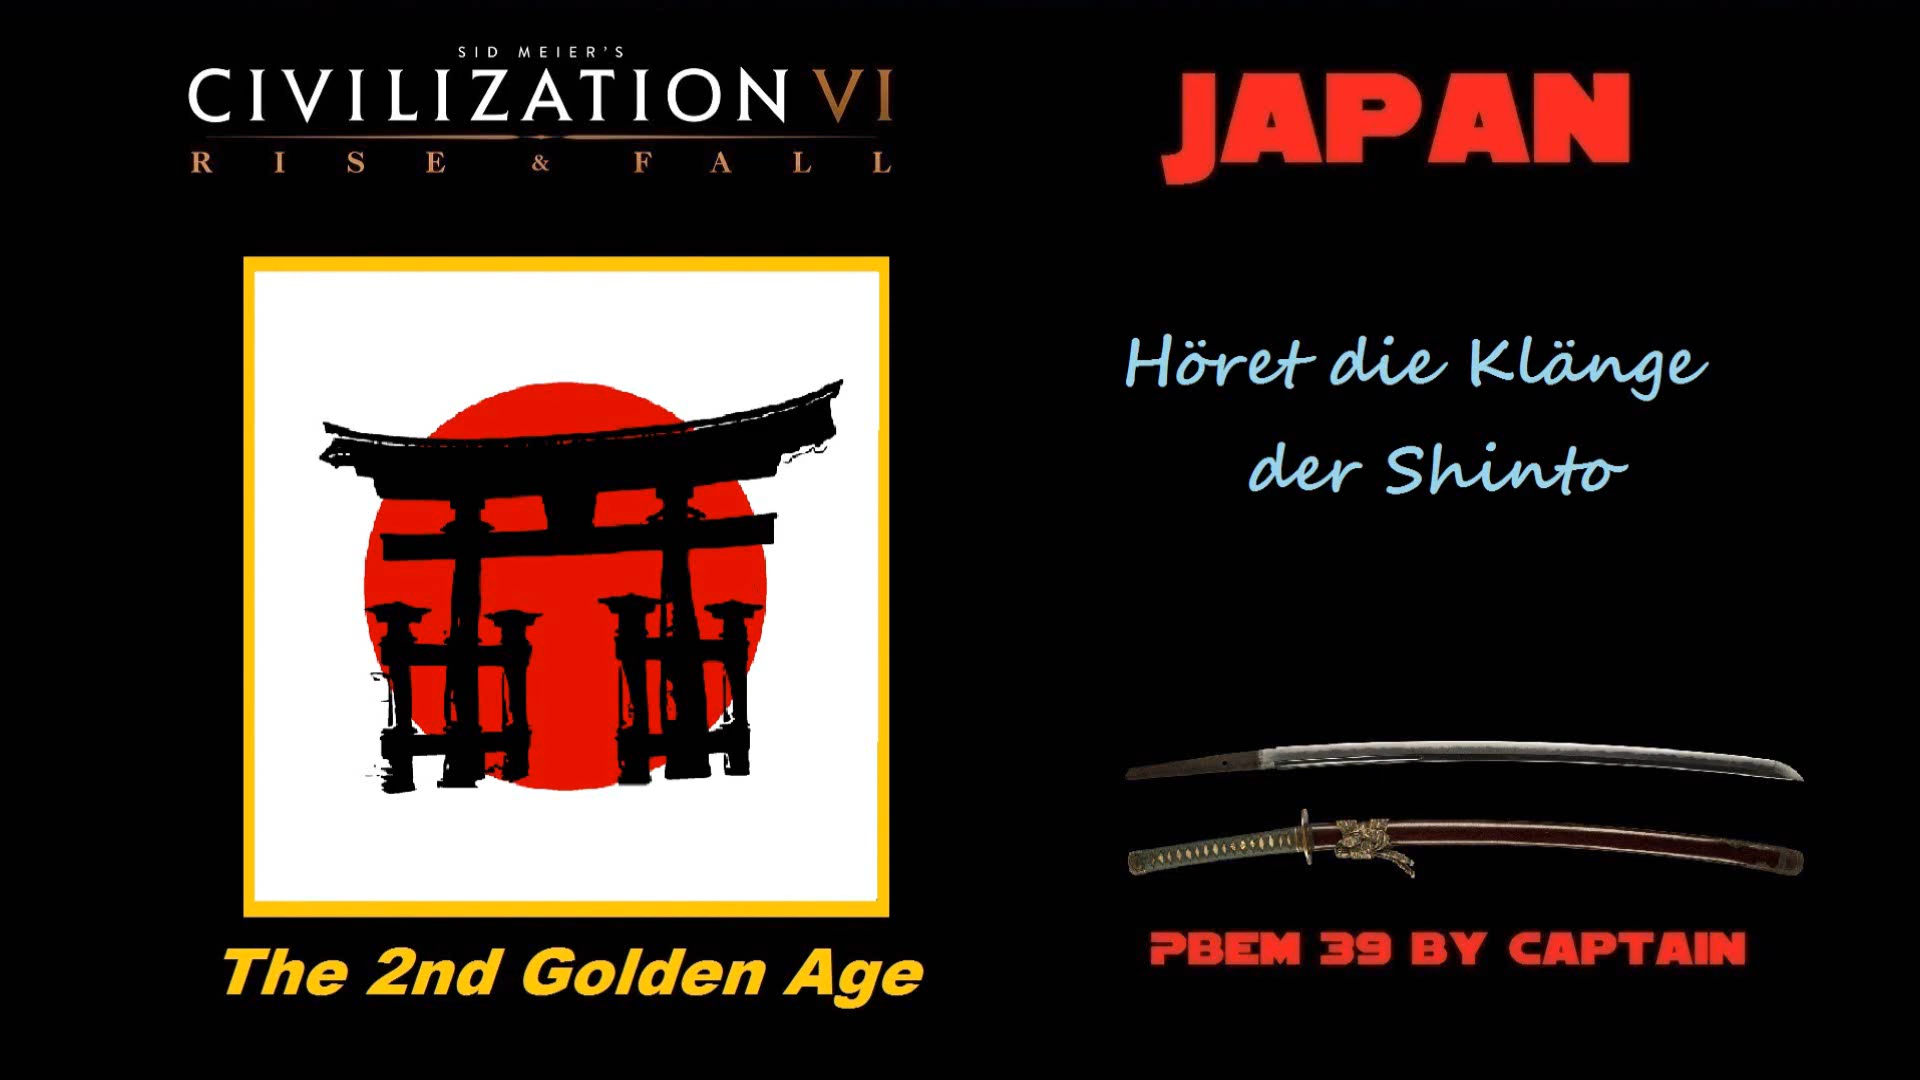 SID MEIER'S
CIVILIZATION VI
RISE & FALL
JAPAN
Höret die Klänge
der Shinto
The 2nd Golden Age
PBEM 39 BY CAPTAIN